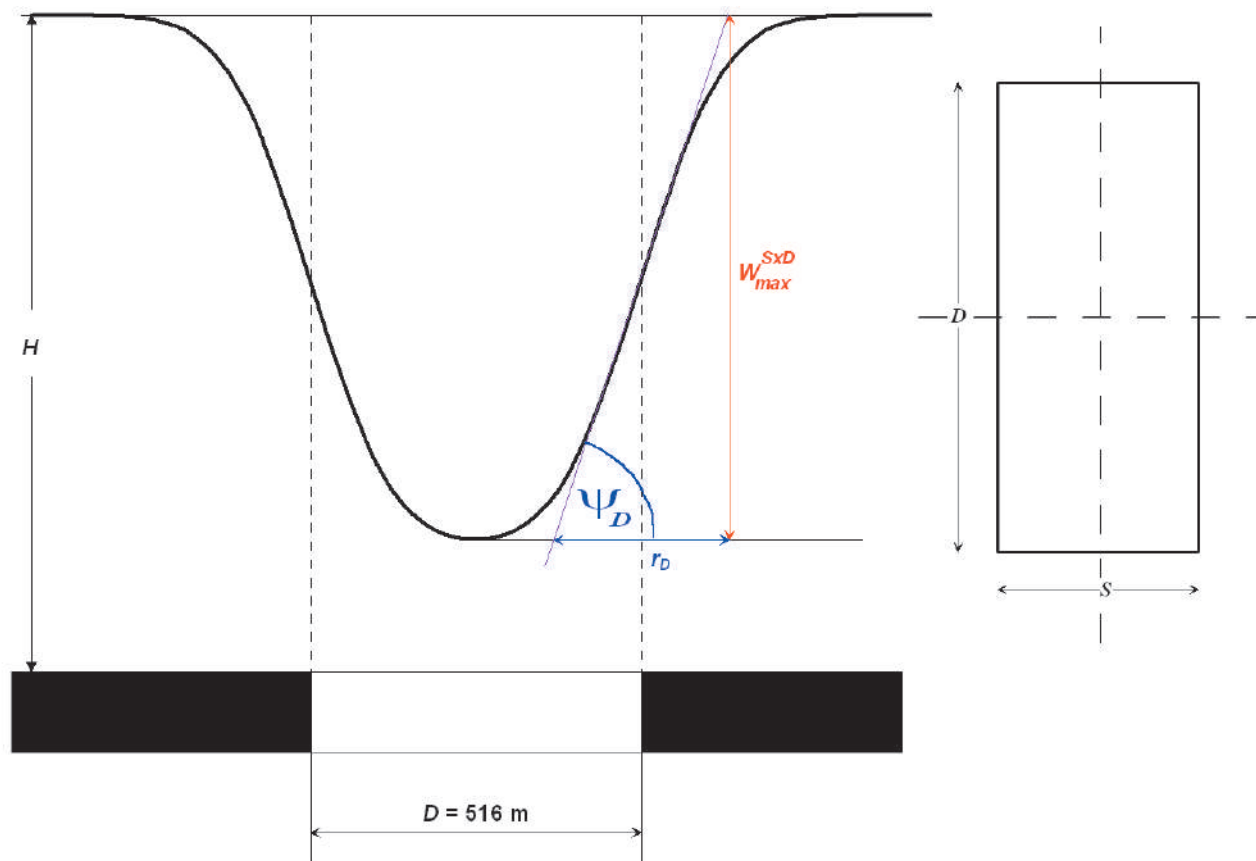 W_max^SxD
H
D
Ψ_D
r_D
S
D = 516 m